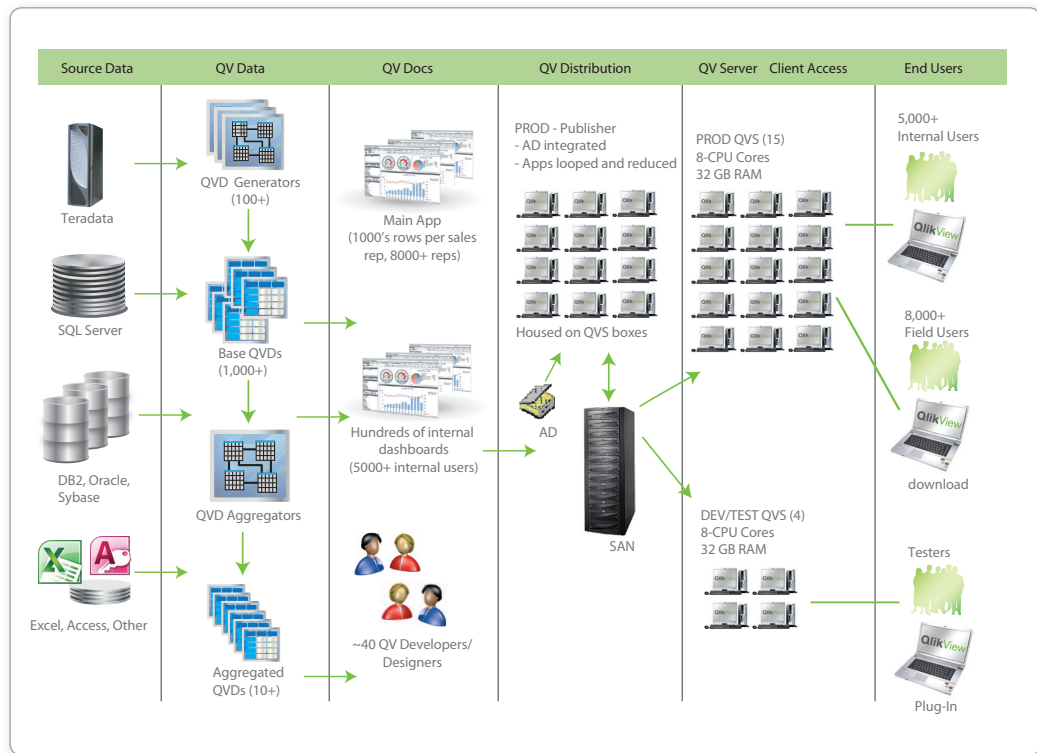 Source Data
QV Data
QV Docs
QV Distribution
QV Server Client Access
End Users
Teradata
SQL Server
DB2, Oracle,
Sybase
Excel, Access, Other
QVD Generators
(100+)
Base QVDs
(1,000+)
QVD Aggregators
Aggregated
QVDs (10+)
Main App
(1000's rows per sales
rep, 8000+ reps)
Hundreds of internal
dashboards
(5000+ internal users)
~40 QV Developers/
Designers
PROD - Publisher
- AD integrated
- Apps looped and reduced
Housed on QVS boxes
AD
SAN
PROD QVS (15)
8-CPU Cores
32 GB RAM
DEV/TEST QVS (4)
8-CPU Cores
32 GB RAM
5,000+
Internal Users
QlikView
8,000+
Field Users
QlikView
download
Testers
QlikView
Plug-In